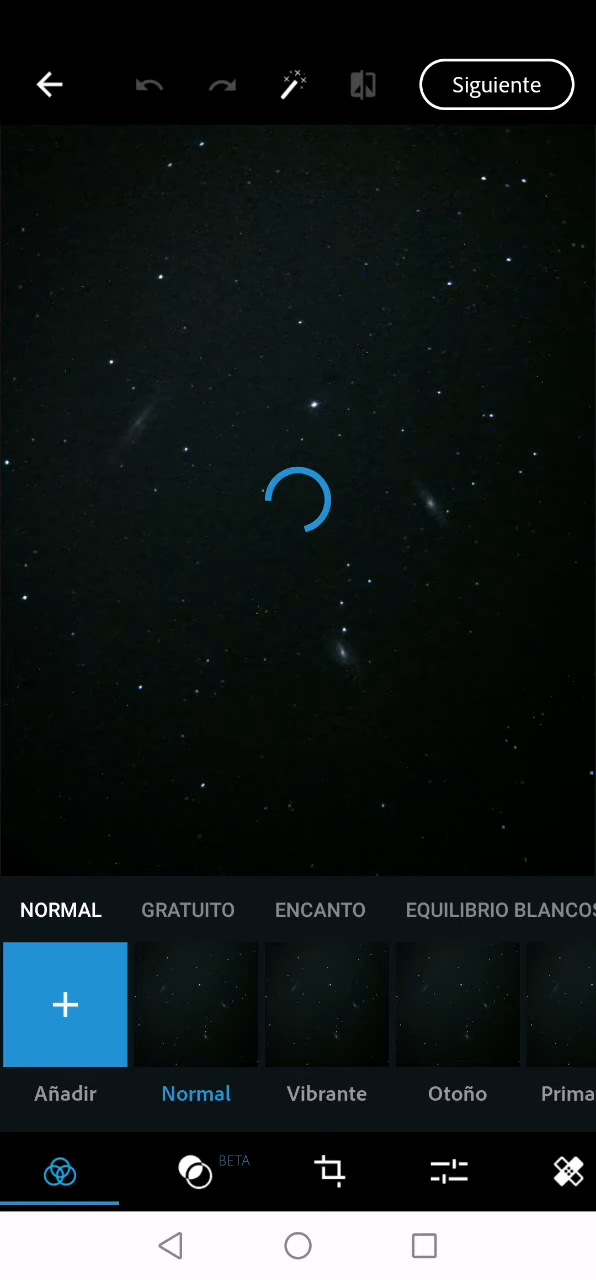 Siguiente
NORMAL GRATUITO ENCANTO EQUILIBRIO BLANCOS
Añadir Normal Vibrante Otoño Prima
BETA